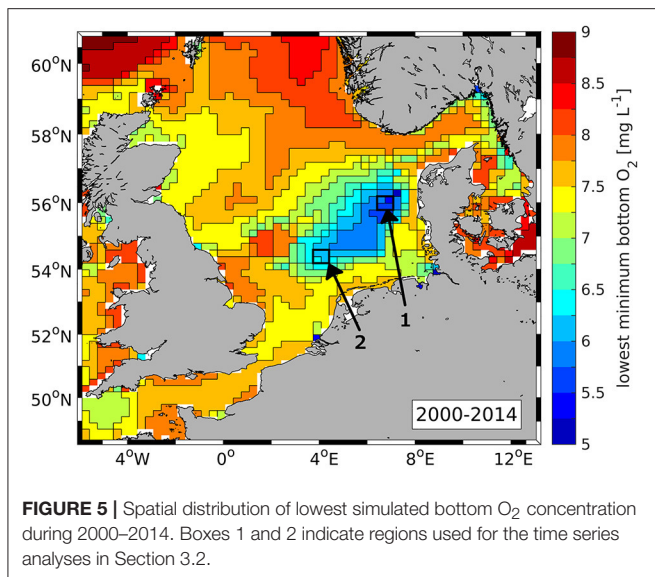 60°N
58°N
56°N
54°N
52°N
50°N
4°W
0°
4°E
8°E
12°E
1
2
2000-2014
9
8.5
8
7.5
7
6.5
6
5.5
5
lowest minimum bottom O₂ [mg L⁻¹]
FIGURE 5 | Spatial distribution of lowest simulated bottom O₂ concentration
during 2000–2014. Boxes 1 and 2 indicate regions used for the time series
analyses in Section 3.2.